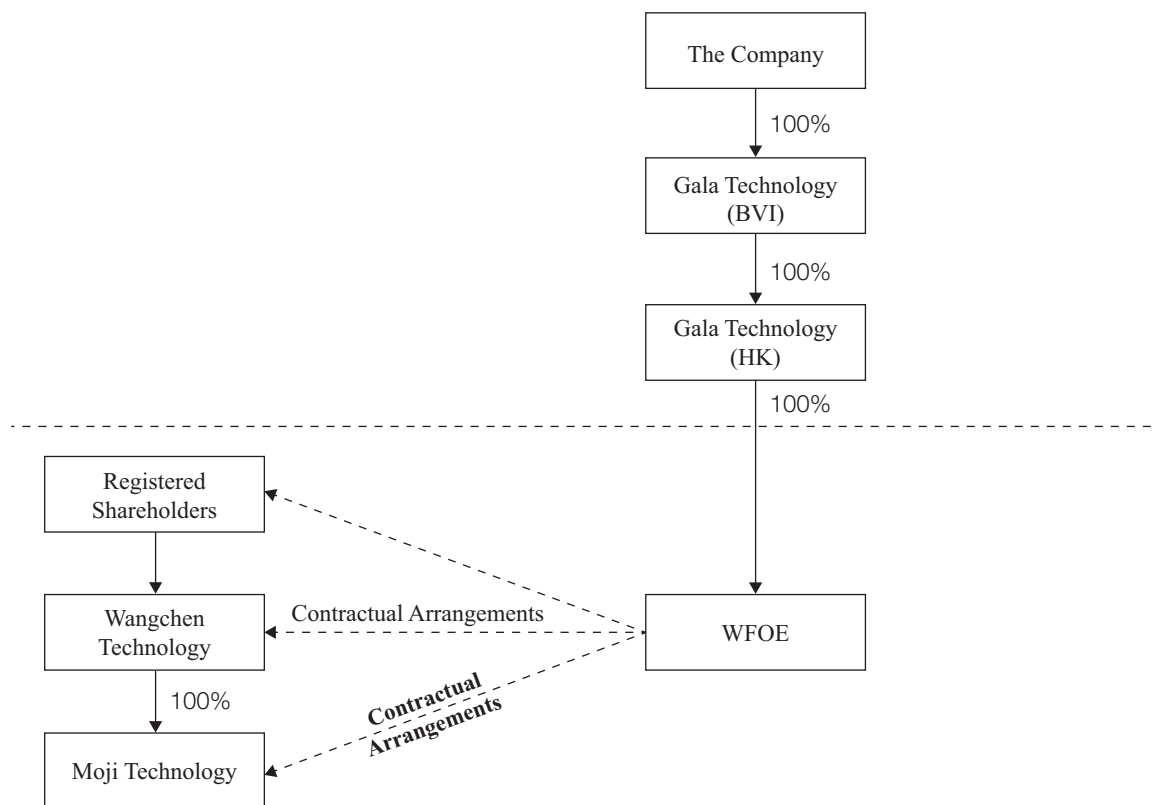 The Company
100%
Gala Technology
(BVI)
100%
Gala Technology
(HK)
100%
Registered
Shareholders
Wangchen
Technology
Contractual Arrangements
WFOE
100%
Contractual
Arrangements
Moji Technology